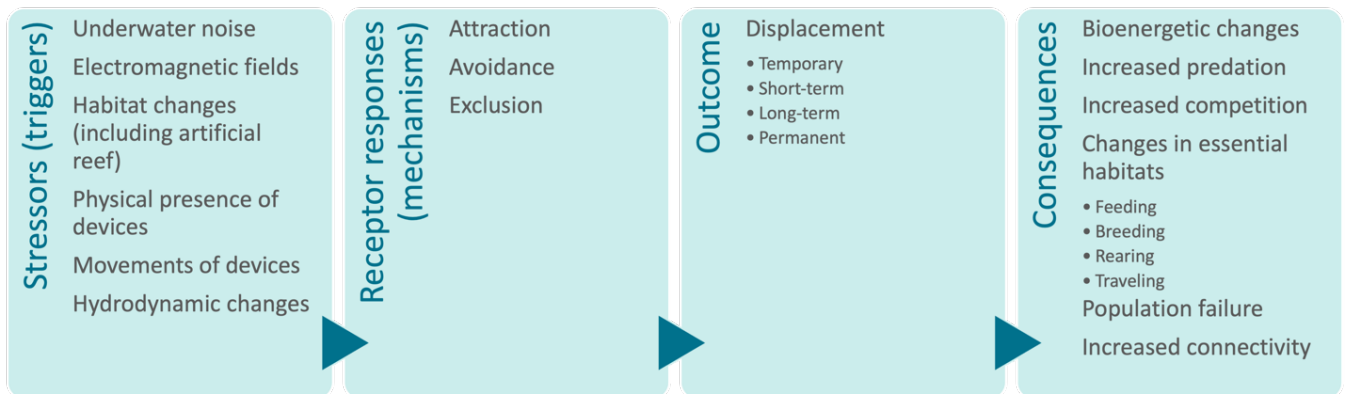 Stressors (triggers)
Underwater noise
Electromagnetic fields
Habitat changes
(including artificial
reef)
Physical presence of
devices
Movements of devices
Hydrodynamic changes
Receptor responses
(mechanisms)
Attraction
Avoidance
Exclusion
Outcome
Displacement
• Temporary
• Short-term
• Long-term
• Permanent
Consequences
Bioenergetic changes
Increased predation
Increased competition
Changes in essential
habitats
• Feeding
• Breeding
• Rearing
• Traveling
Population failure
Increased connectivity